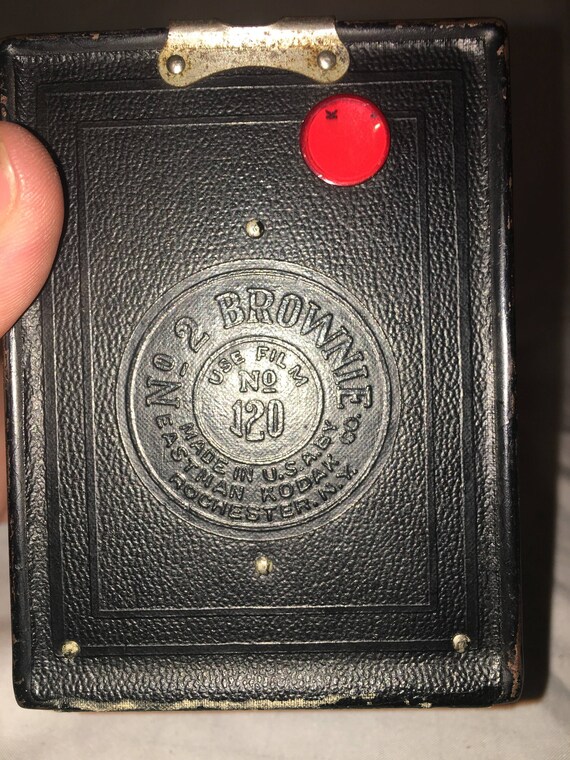 No 2 BROWNIE
USE FILM
No
120
MADE IN U.S.A. BY
EASTMAN KODAK CO.
ROCHESTER, N.Y.
K